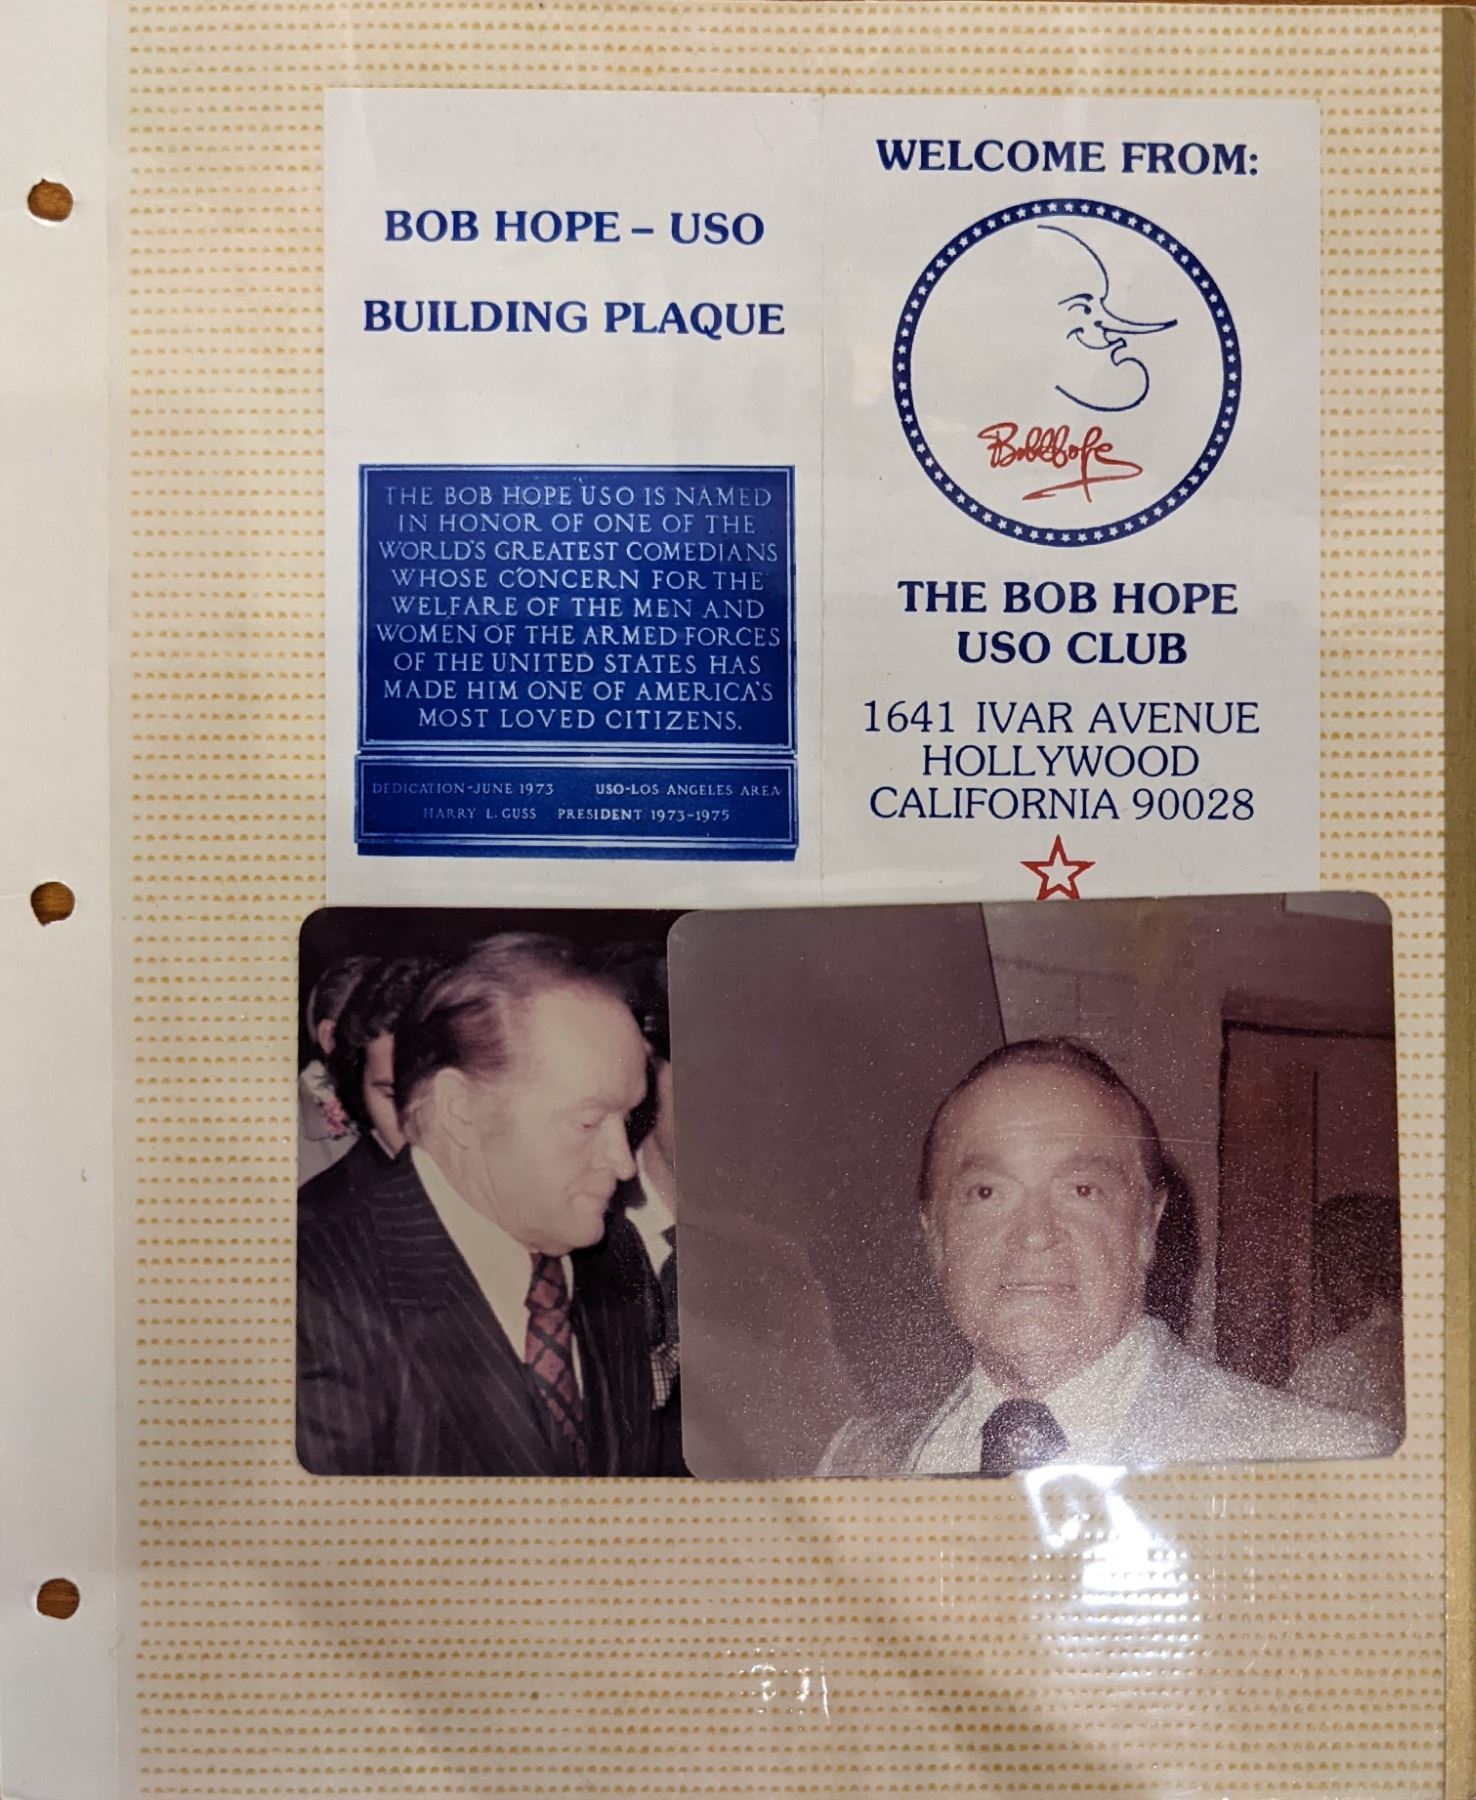 BOB HOPE – USO
BUILDING PLAQUE
THE BOB HOPE USO IS NAMED
IN HONOR OF ONE OF THE
WORLD'S GREATEST COMEDIANS
WHOSE CONCERN FOR THE
WELFARE OF THE MEN AND
WOMEN OF THE ARMED FORCES
OF THE UNITED STATES HAS
MADE HIM ONE OF AMERICA'S
MOST LOVED CITIZENS.
DEDICATION-JUNE 1973 USO-LOS ANGELES AREA
HARRY L. GUSS PRESIDENT 1973-1975
WELCOME FROM:
Bob Hope
THE BOB HOPE
USO CLUB
1641 IVAR AVENUE
HOLLYWOOD
CALIFORNIA 90028